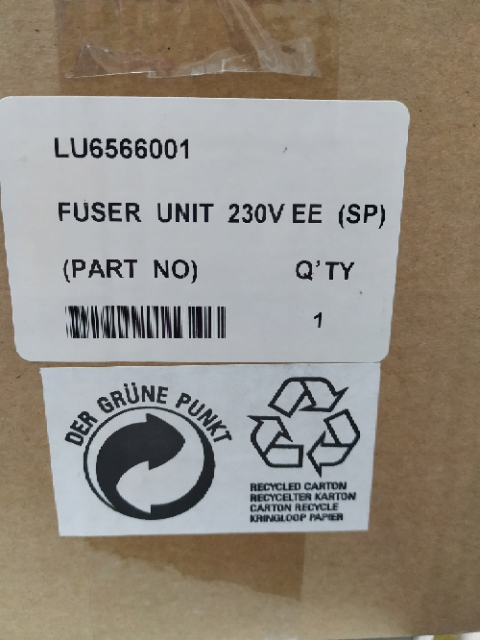 LU6566001
FUSER UNIT 230V EE (SP)
(PART NO) Q'TY
1
DER GRÜNE PUNKT
RECYCLED CARTON
RECYCELTER KARTON
CARTON RECYCLE
KRINGLOOP PAPIER